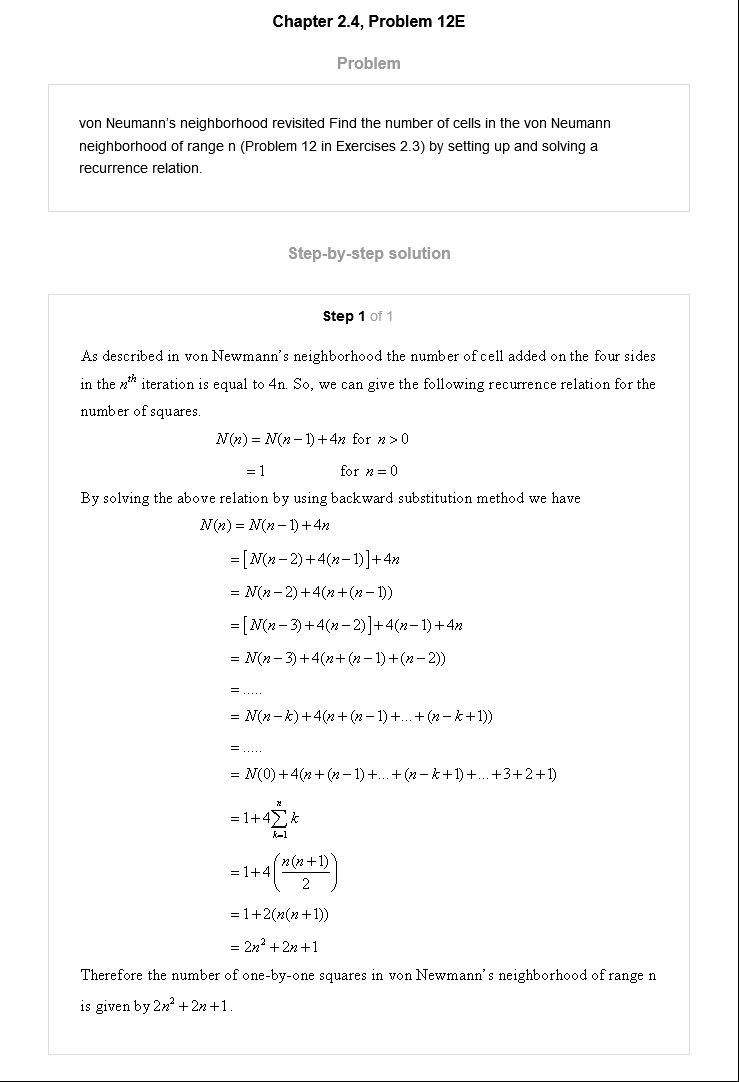 Chapter 2.4, Problem 12E
Problem
von Neumann's neighborhood revisited Find the number of cells in the von Neumann
neighborhood of range n (Problem 12 in Exercises 2.3) by setting up and solving a
recurrence relation.
Step-by-step solution
Step 1 of 1
As described in von Newmann's neighborhood the number of cell added on the four sides
in the n^{th} iteration is equal to 4n. So, we can give the following recurrence relation for the
number of squares.
N(n) = N(n-1)+4n for n>0
=1 for n=0
By solving the above relation by using backward substitution method we have
N(n) = N(n-1)+4n
=[N(n-2)+4(n-1)]+4n
= N(n-2)+4(n+(n-1))
=[N(n-3)+4(n-2)]+4(n-1)+4n
= N(n-3)+4(n+(n-1)+(n-2))
=.....
= N(n-k)+4(n+(n-1)+...+(n-k+1))
=.....
= N(0)+4(n+(n-1)+...+(n-k+1)+...+3+2+1)
=1+4∑_{k=1}^{n} k
=1+4(n(n+1)/2)
=1+2(n(n+1))
= 2n²+2n+1
Therefore the number of one-by-one squares in von Newmann's neighborhood of range n
is given by 2n²+2n+1.